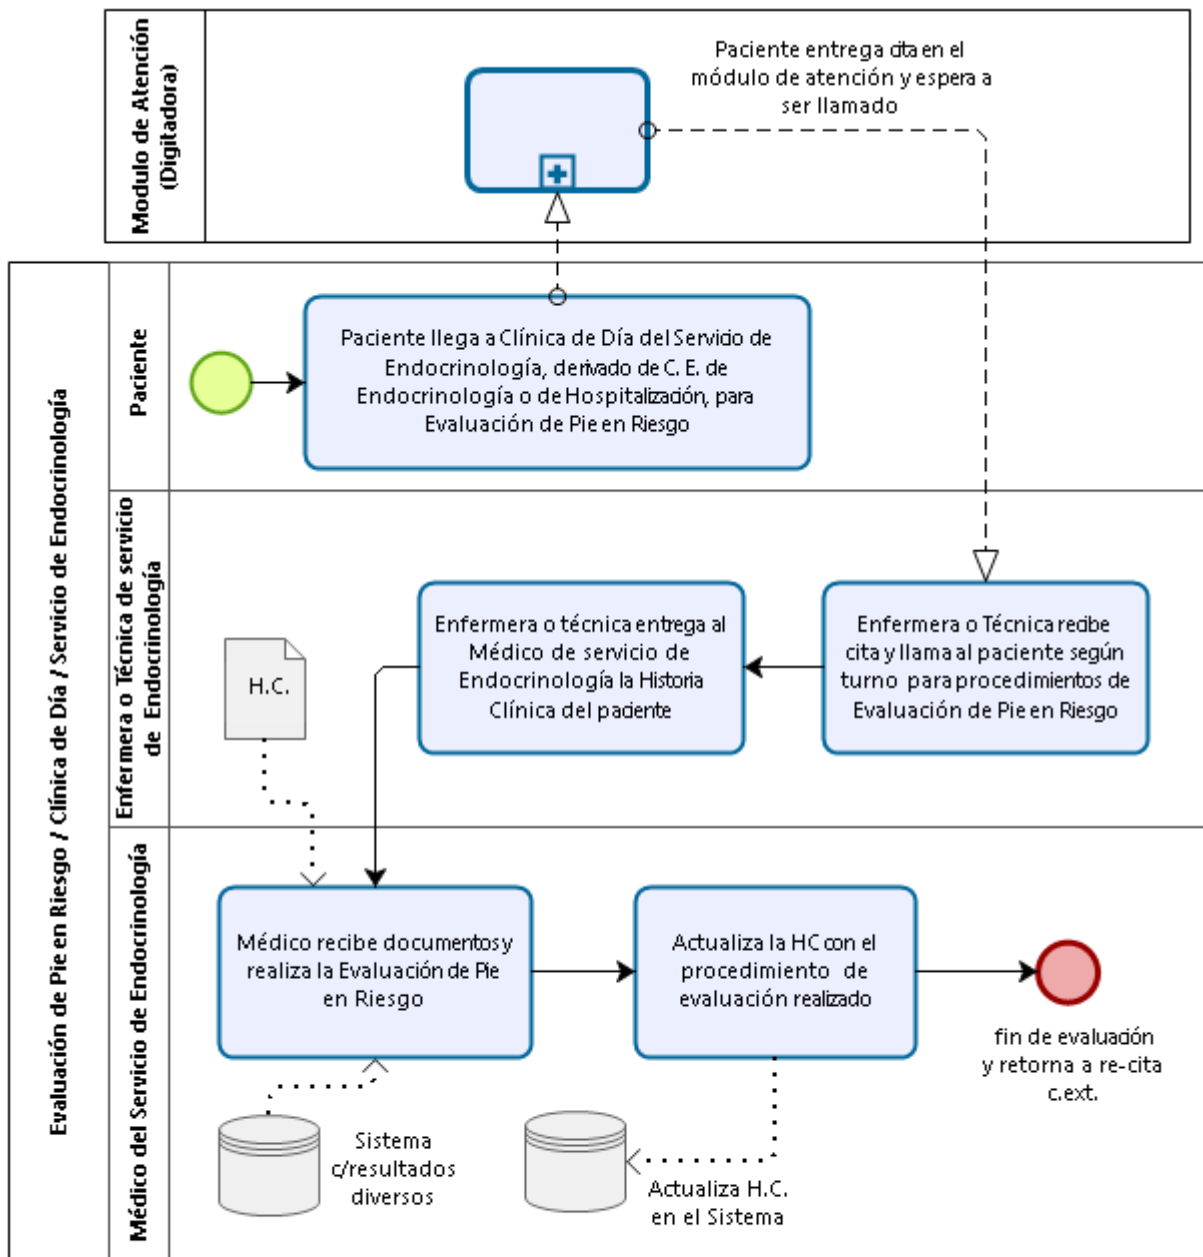 Modulo de Atención
(Digitadora)
Paciente entrega cita en el
módulo de atención y espera a
ser llamado
Evaluación de Pie en Riesgo / Clínica de Día / Servicio de Endocrinología
Paciente
Paciente llega a Clínica de Día del Servicio de
Endocrinología, derivado de C. E. de
Endocrinología o de Hospitalización, para
Evaluación de Pie en Riesgo
Enfermera o Técnica de servicio
de Endocrinología
H.C.
Enfermera o técnica entrega al
Médico de servicio de
Endocrinología la Historia
Clínica del paciente
Enfermera o Técnica recibe
cita y llama al paciente según
turno para procedimientos de
Evaluación de Pie en Riesgo
Médico del Servicio de Endocrinología
Médico recibe documentos y
realiza la Evaluación de Pie
en Riesgo
Actualiza la HC con el
procedimiento de
evaluación realizado
fin de evaluación
y retorna a re-cita
c.ext.
Sistema
c/resultados
diversos
Actualiza H.C.
en el Sistema